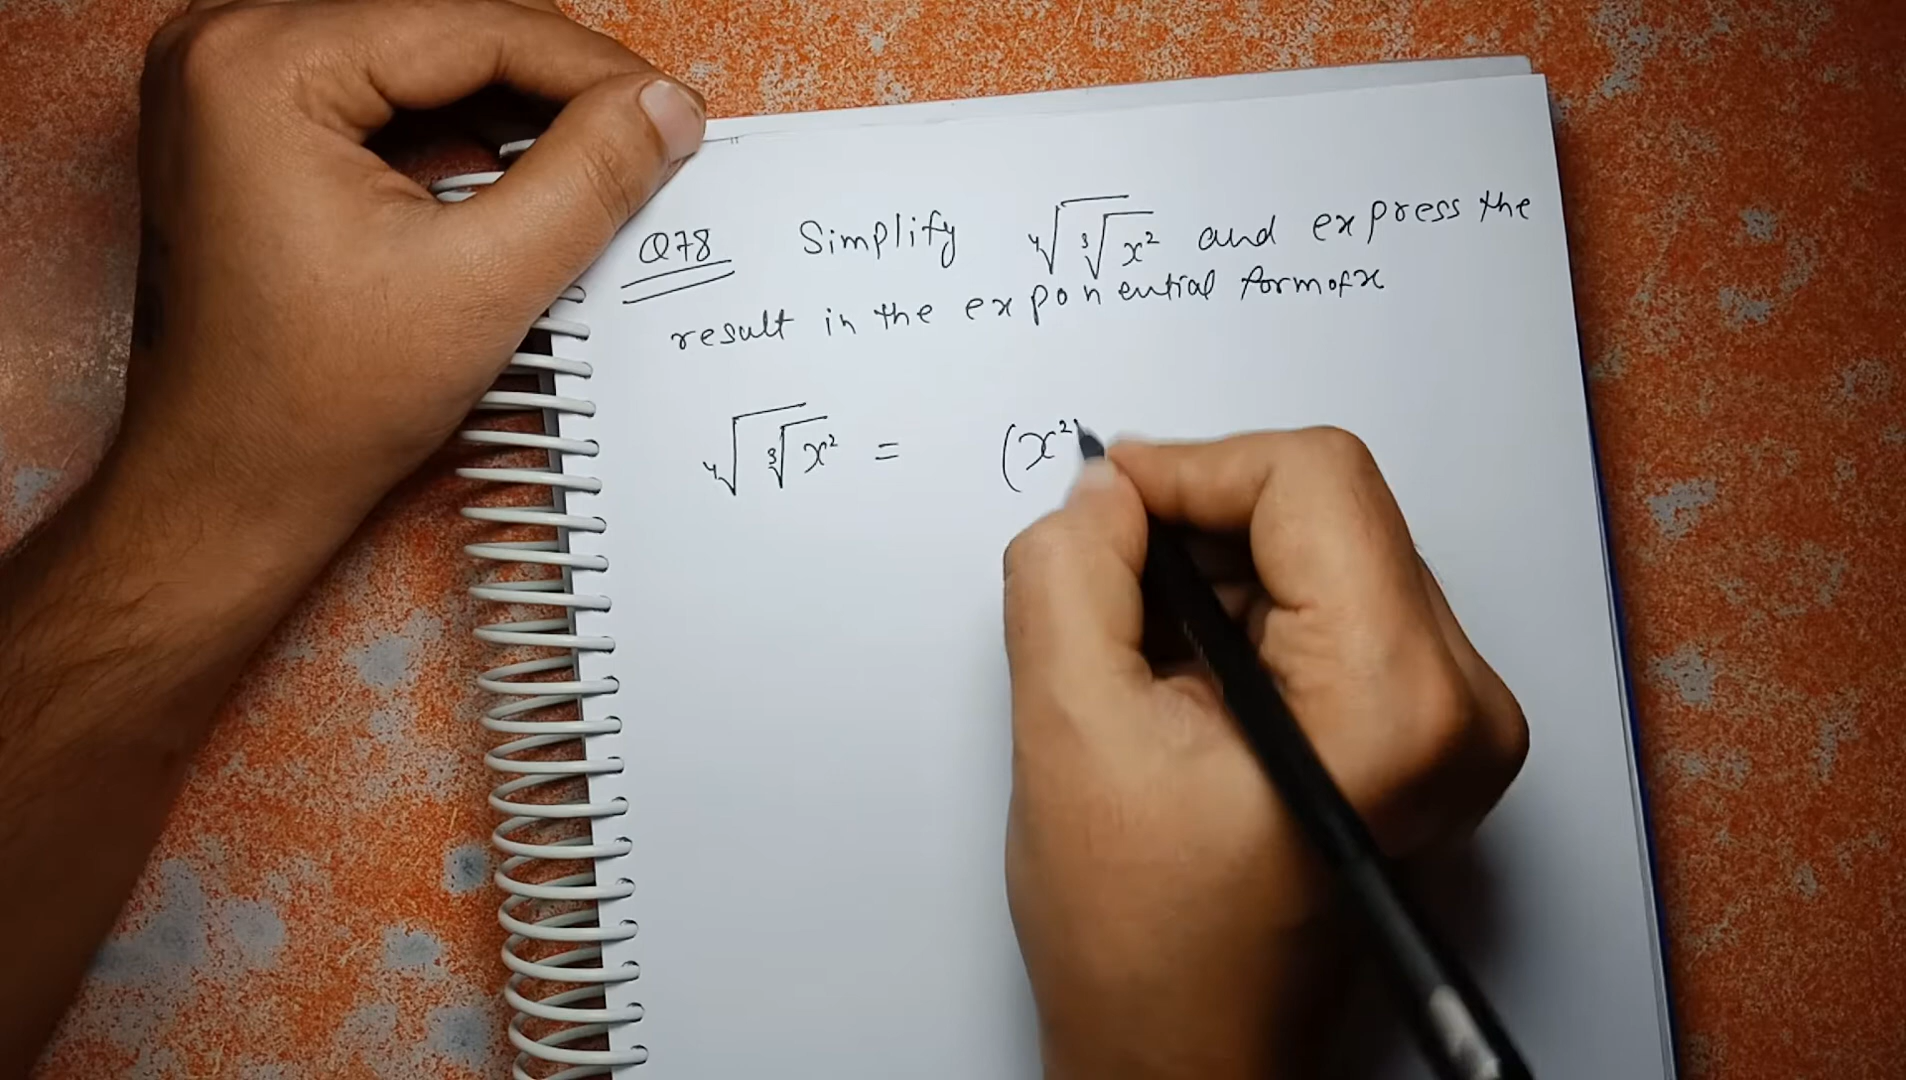 Q78 Simplify ⁴√³√x² and express the
result in the exponential form of x
⁴√³√x² = (x²)